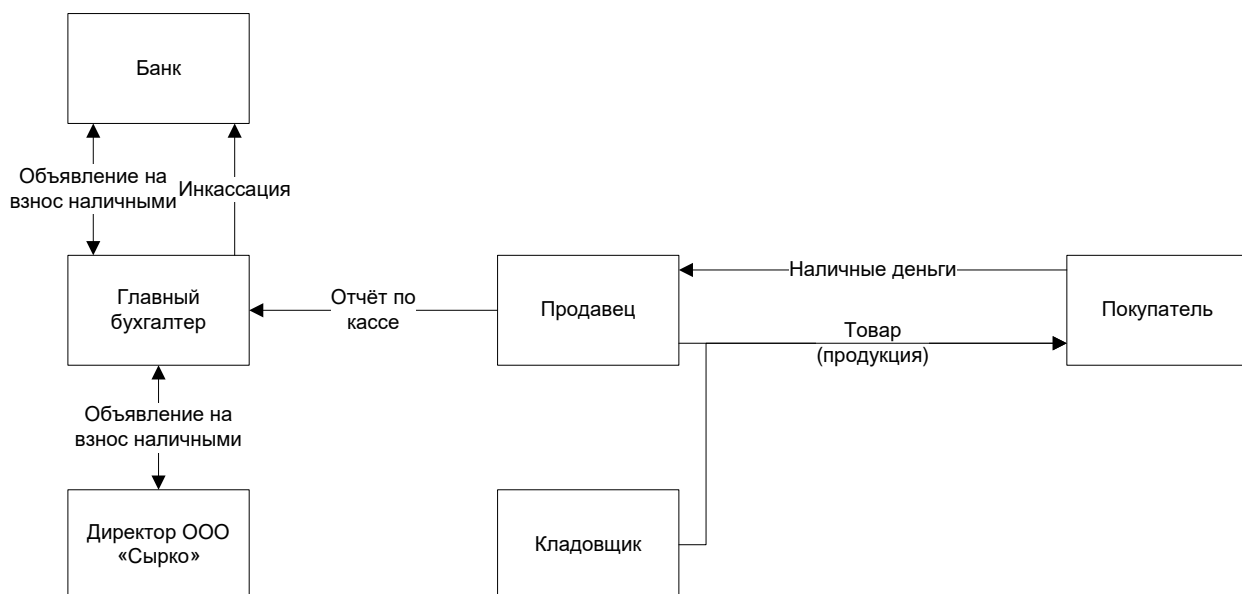 Банк
Объявление на
взнос наличными
Инкассация
Главный
бухгалтер
Отчёт по
кассе
Продавец
Наличные деньги
Покупатель
Товар
(продукция)
Объявление на
взнос наличными
Директор ООО
«Сырко»
Кладовщик